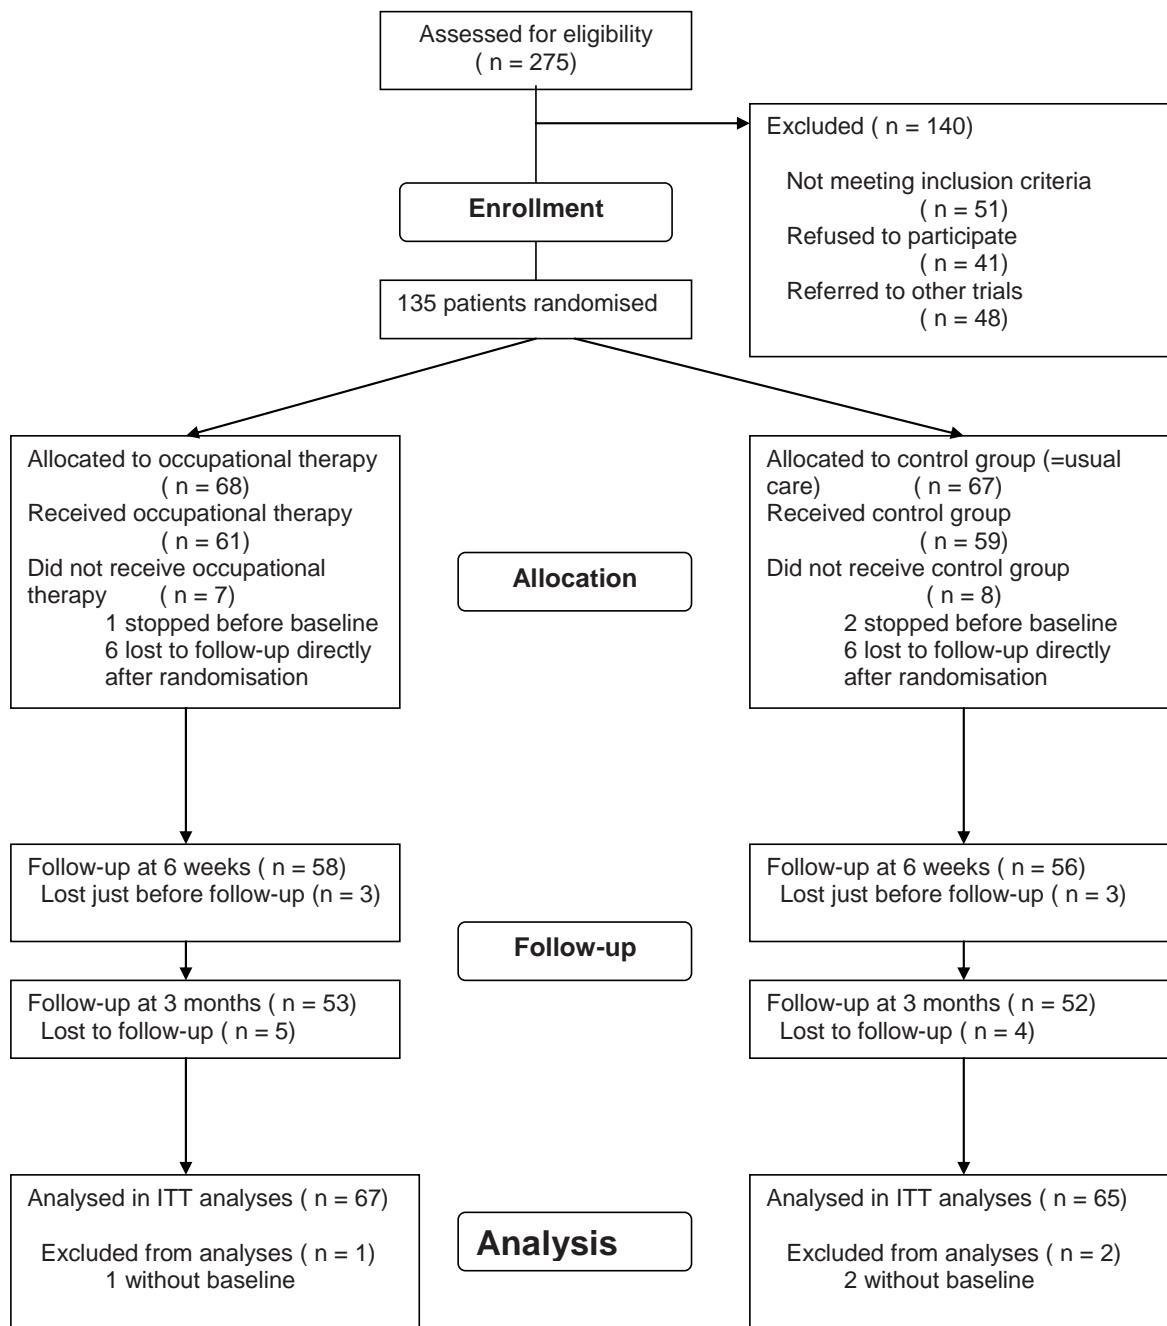 Assessed for eligibility
( n = 275)
Excluded ( n = 140)
Not meeting inclusion criteria
( n = 51)
Refused to participate
( n = 41)
Referred to other trials
( n = 48)
Enrollment
135 patients randomised
Allocated to occupational therapy
( n = 68)
Received occupational therapy
( n = 61)
Did not receive occupational
therapy ( n = 7)
1 stopped before baseline
6 lost to follow-up directly
after randomisation
Allocation
Allocated to control group (=usual
care) ( n = 67)
Received control group
( n = 59)
Did not receive control group
( n = 8)
2 stopped before baseline
6 lost to follow-up directly
after randomisation
Follow-up at 6 weeks ( n = 58)
Lost just before follow-up (n = 3)
Follow-up at 6 weeks ( n = 56)
Lost just before follow-up ( n = 3)
Follow-up
Follow-up at 3 months ( n = 53)
Lost to follow-up ( n = 5)
Follow-up at 3 months ( n = 52)
Lost to follow-up ( n = 4)
Analysed in ITT analyses ( n = 67)
Excluded from analyses ( n = 1)
1 without baseline
Analysis
Analysed in ITT analyses ( n = 65)
Excluded from analyses ( n = 2)
2 without baseline